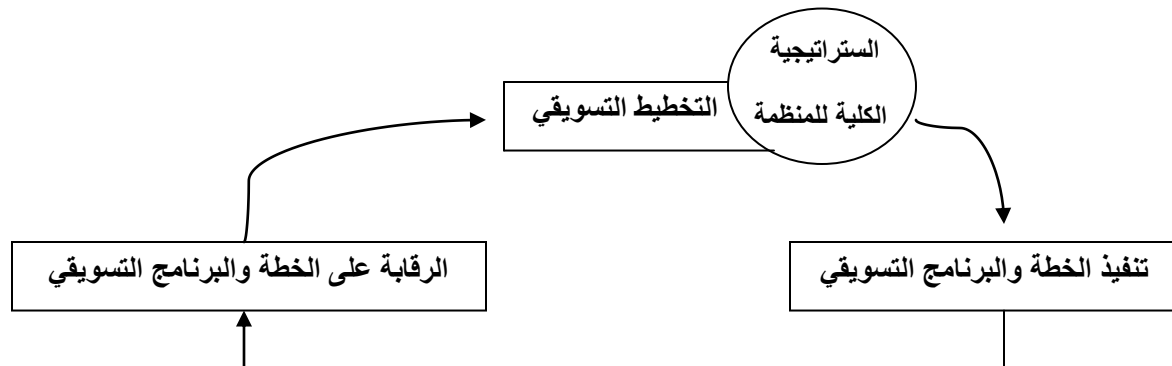 الستراتيجية
الكلية للمنظمة
التخطيط التسويقي
تنفيذ الخطة والبرنامج التسويقي
الرقابة على الخطة والبرنامج التسويقي